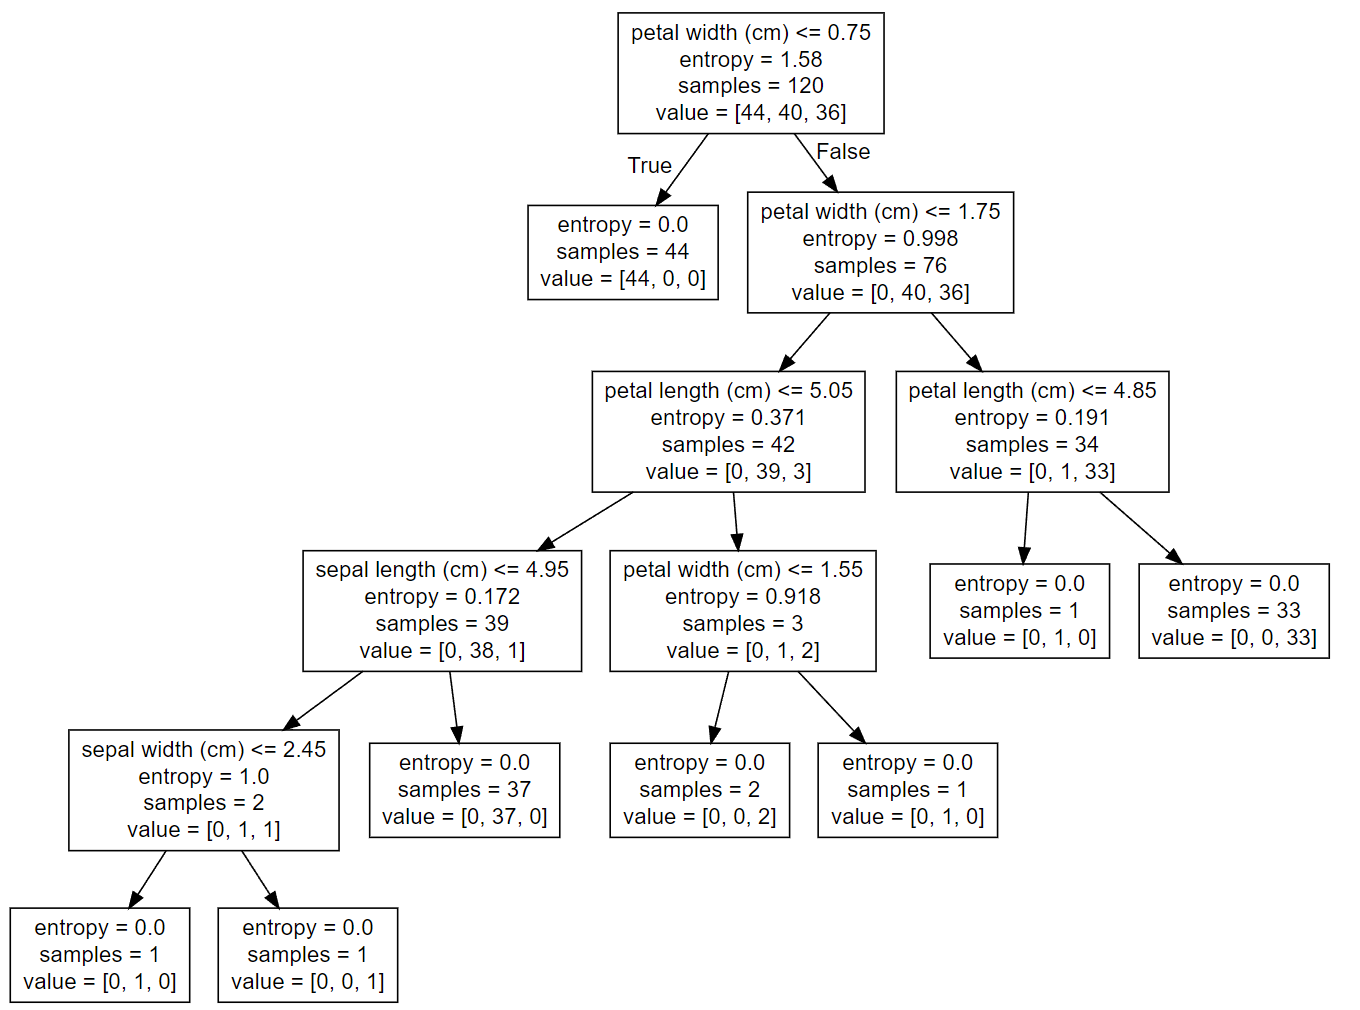 petal width (cm) <= 0.75
entropy = 1.58
samples = 120
value = [44, 40, 36]
True
False
entropy = 0.0
samples = 44
value = [44, 0, 0]
petal width (cm) <= 1.75
entropy = 0.998
samples = 76
value = [0, 40, 36]
petal length (cm) <= 5.05
entropy = 0.371
samples = 42
value = [0, 39, 3]
petal length (cm) <= 4.85
entropy = 0.191
samples = 34
value = [0, 1, 33]
sepal length (cm) <= 4.95
entropy = 0.172
samples = 39
value = [0, 38, 1]
petal width (cm) <= 1.55
entropy = 0.918
samples = 3
value = [0, 1, 2]
entropy = 0.0
samples = 1
value = [0, 1, 0]
entropy = 0.0
samples = 33
value = [0, 0, 33]
sepal width (cm) <= 2.45
entropy = 1.0
samples = 2
value = [0, 1, 1]
entropy = 0.0
samples = 37
value = [0, 37, 0]
entropy = 0.0
samples = 2
value = [0, 0, 2]
entropy = 0.0
samples = 1
value = [0, 1, 0]
entropy = 0.0
samples = 1
value = [0, 1, 0]
entropy = 0.0
samples = 1
value = [0, 0, 1]